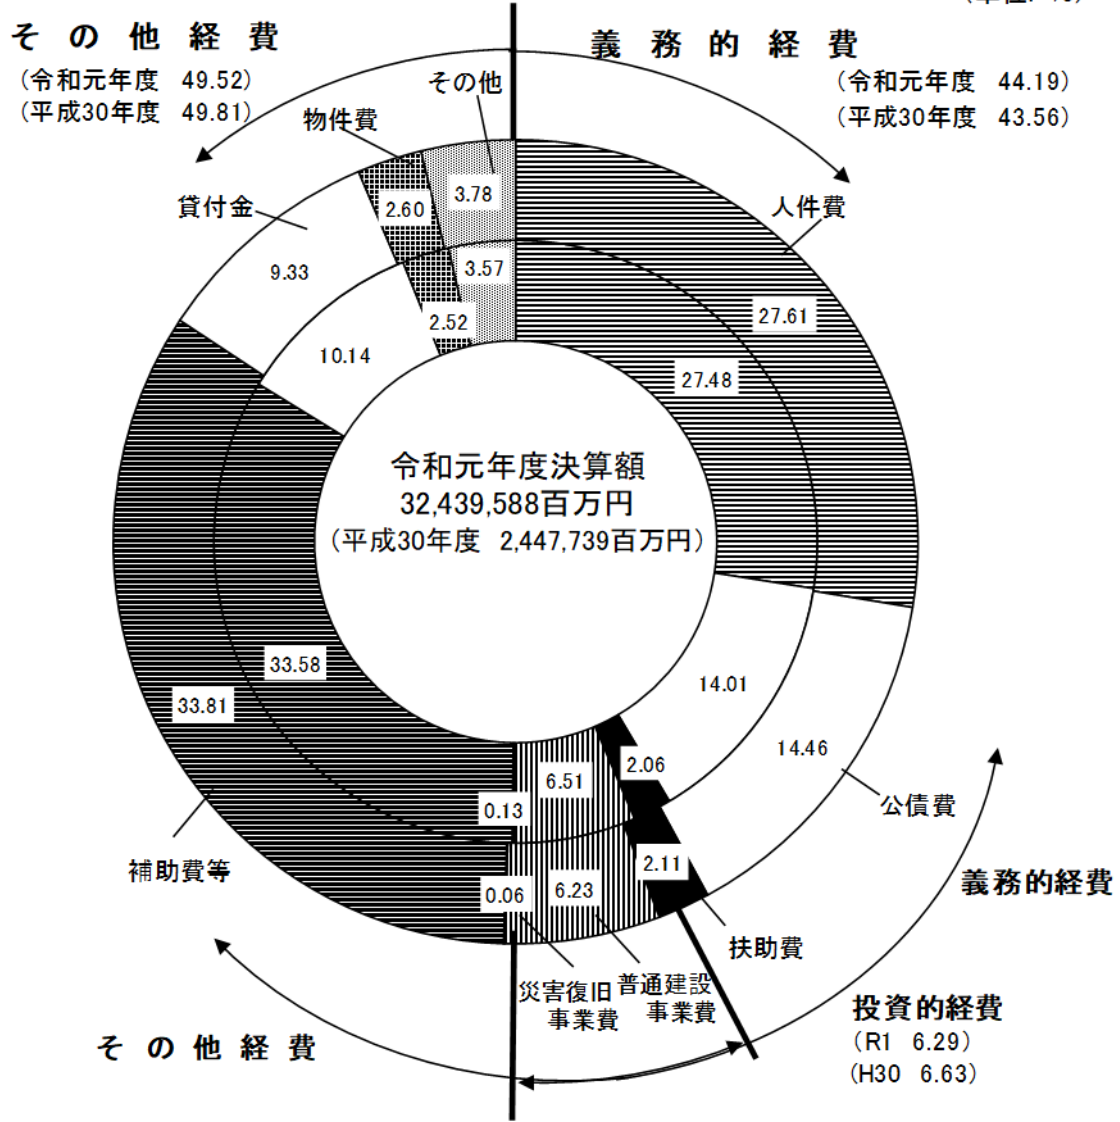 その他経費
(令和元年度 49.52)
(平成30年度 49.81)
義務的経費
(令和元年度 44.19)
(平成30年度 43.56)
その他
物件費
貸付金
人件費
3.78
2.60
9.33
3.57
2.52
10.14
27.61
27.48
令和元年度決算額
32,439,588百万円
(平成30年度 2,447,739百万円)
33.58
33.81
14.01
14.46
2.06
6.51
0.13
2.11
6.23
0.06
公債費
補助費等
義務的経費
扶助費
災害復旧
事業費
普通建設
事業費
投資的経費
(R1 6.29)
(H30 6.63)
その他経費